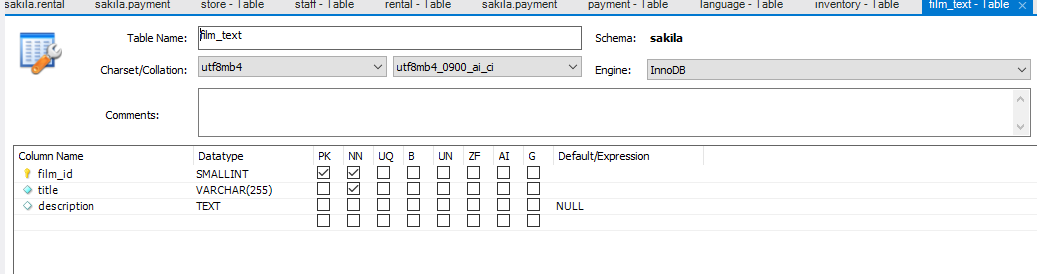 sakila.rental sakila.payment store - Table staff - Table rental - Table sakila.payment payment - Table language - Table inventory - Table film_text - Table
Table Name: film_text Schema: sakila
Charset/Collation: utf8mb4 utf8mb4_0900_ai_ci Engine: InnoDB
Comments:
Column Name Datatype PK NN UQ B UN ZF AI G Default/Expression
film_id SMALLINT
title VARCHAR(255)
description TEXT NULL